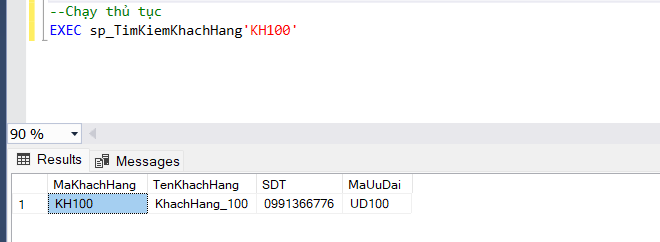 --Chạy thủ tục
EXEC sp_TimKiemKhachHang'KH100'
90 %
Results Messages
MaKhachHang TenKhachHang SDT MaUuDai
1 KH100 KhachHang_100 0991366776 UD100